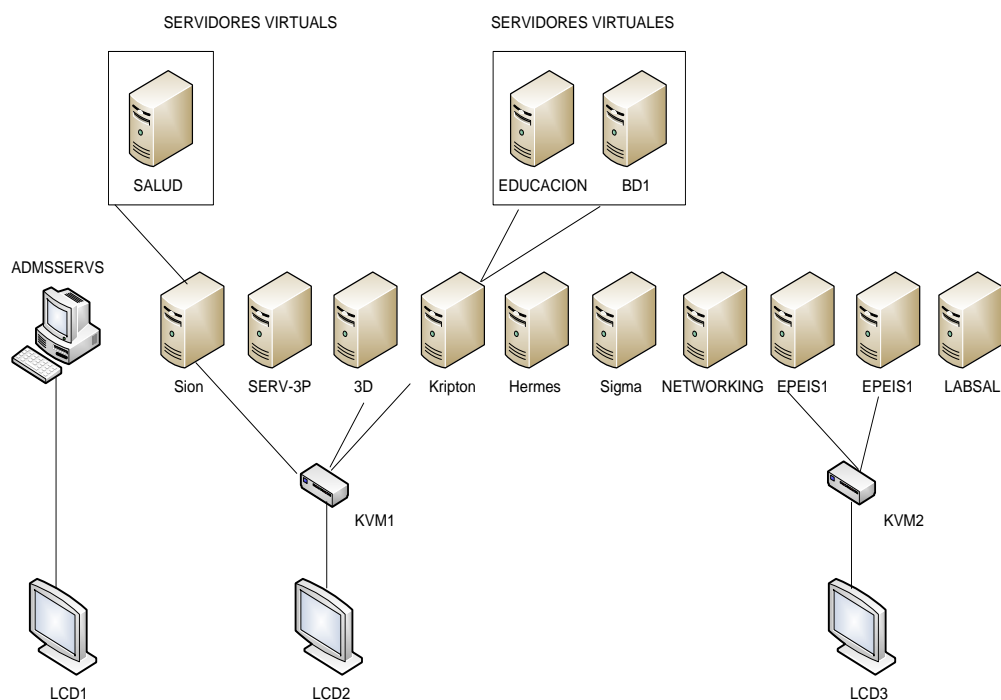 SERVIDORES VIRTUALS
SERVIDORES VIRTUALES
SALUD
EDUCACION
BD1
ADMSSERVS
Sion
SERV-3P
3D
Kripton
Hermes
Sigma
NETWORKING
EPEIS1
EPEIS1
LABSAL
KVM1
KVM2
LCD1
LCD2
LCD3